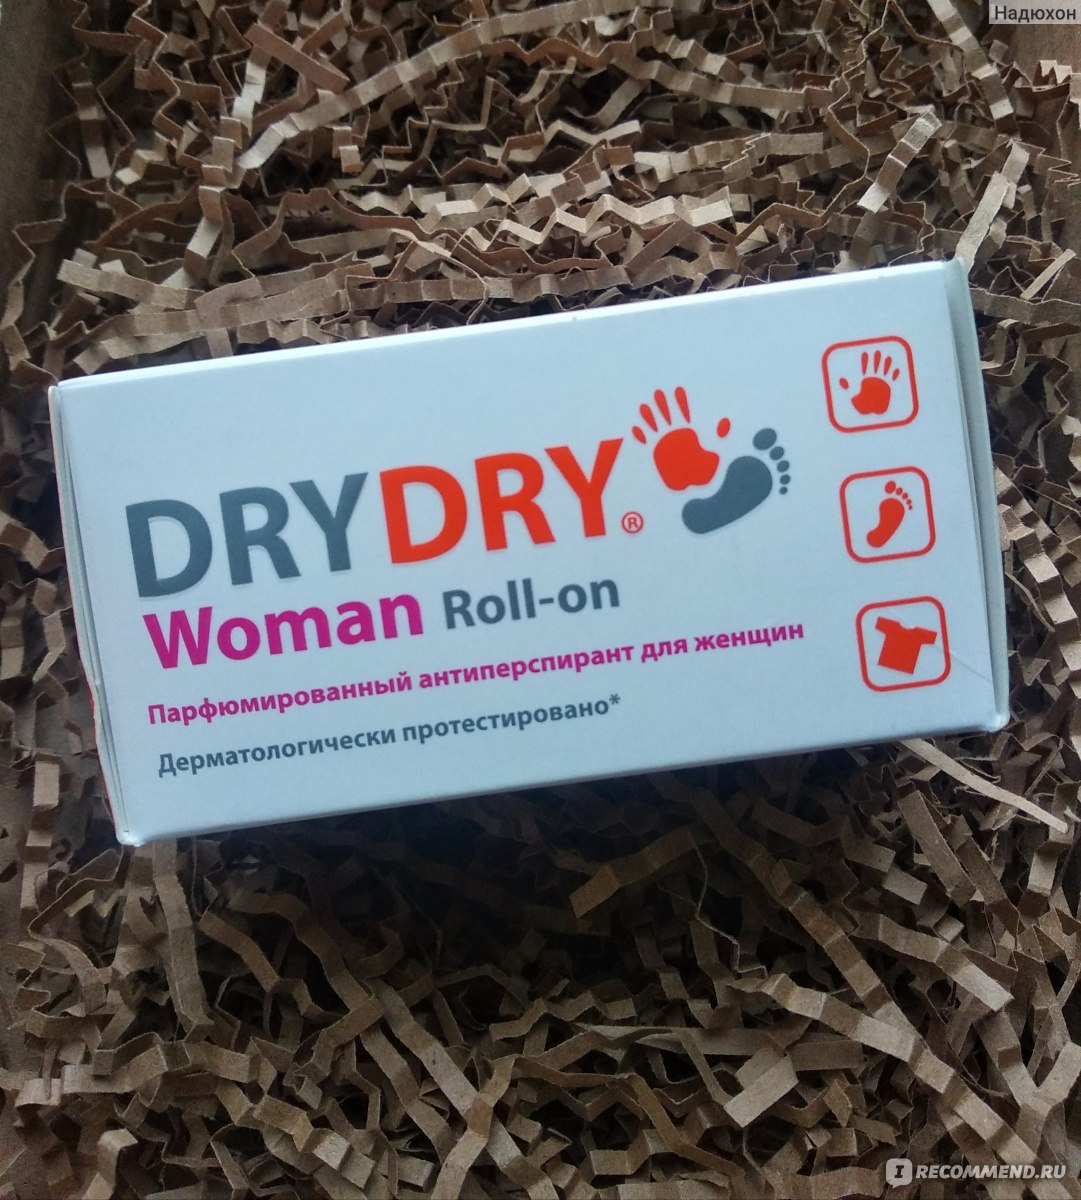 Надюхон
DRYDRY®
Woman Roll-on
Парфюмированный антиперспирант для женщин
Дерматологически протестировано*
I RECOMMEND.RU